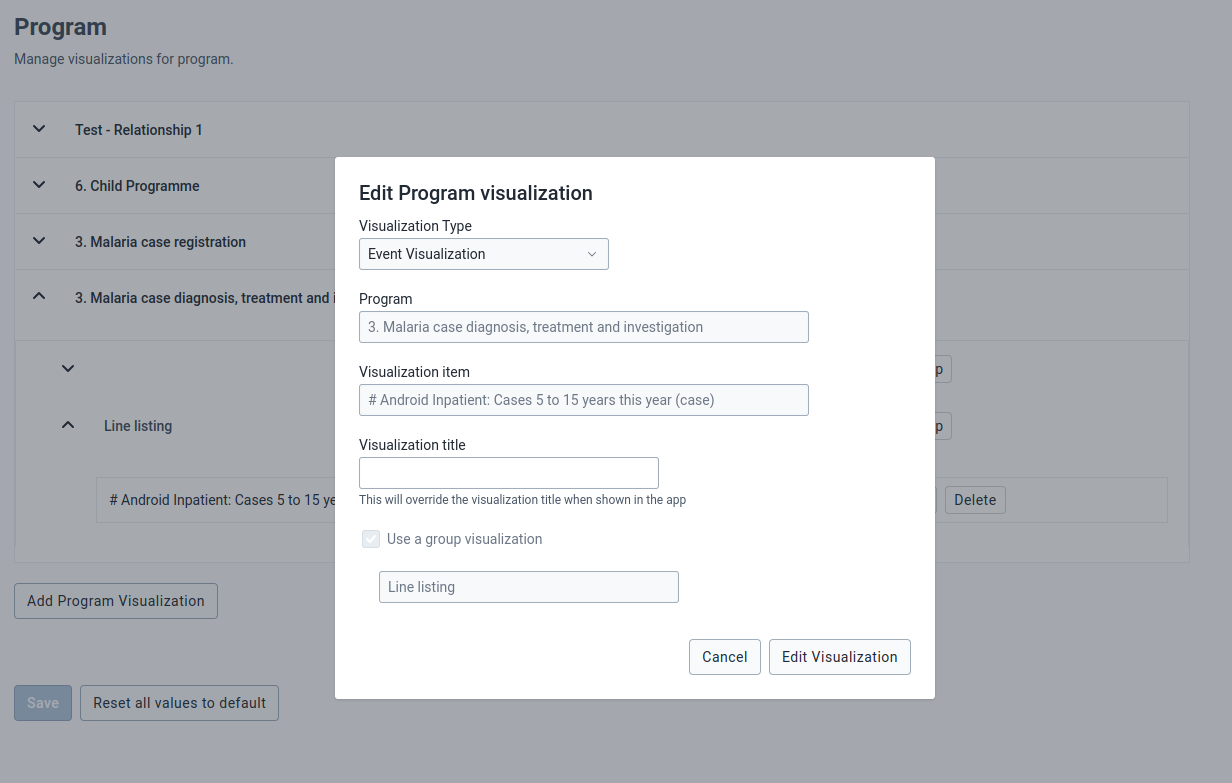 Program
Manage visualizations for program.
Test - Relationship 1
6. Child Programme
3. Malaria case registration
3. Malaria case diagnosis, treatment and
Line listing
# Android Inpatient: Cases 5 to 15
Delete
Add Program Visualization
Save
Reset all values to default
Edit Program visualization
Visualization Type
Event Visualization
Program
3. Malaria case diagnosis, treatment and investigation
Visualization item
# Android Inpatient: Cases 5 to 15 years this year (case)
Visualization title
This will override the visualization title when shown in the app
Use a group visualization
Line listing
Cancel
Edit Visualization